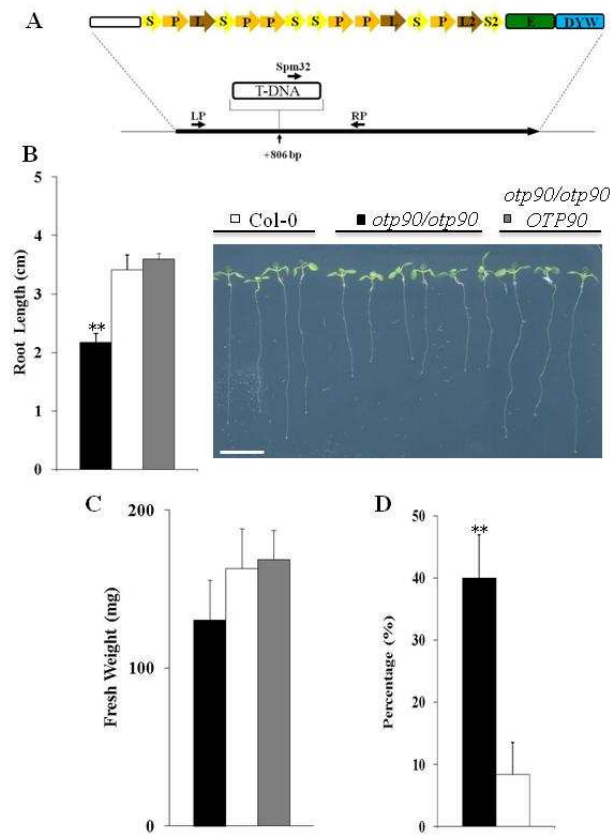 A
S P L S P P S S P P L S P L2 S2 E DYW
Spm32
T-DNA
LP RP
+806 bp
B
otp90/otp90
Col-0 otp90/otp90 OTP90
5
4
3
2
1
0
Root Length (cm)
**
C
200
100
0
Fresh Weight (mg)
D
50
40
30
20
10
0
Percentage (%)
**